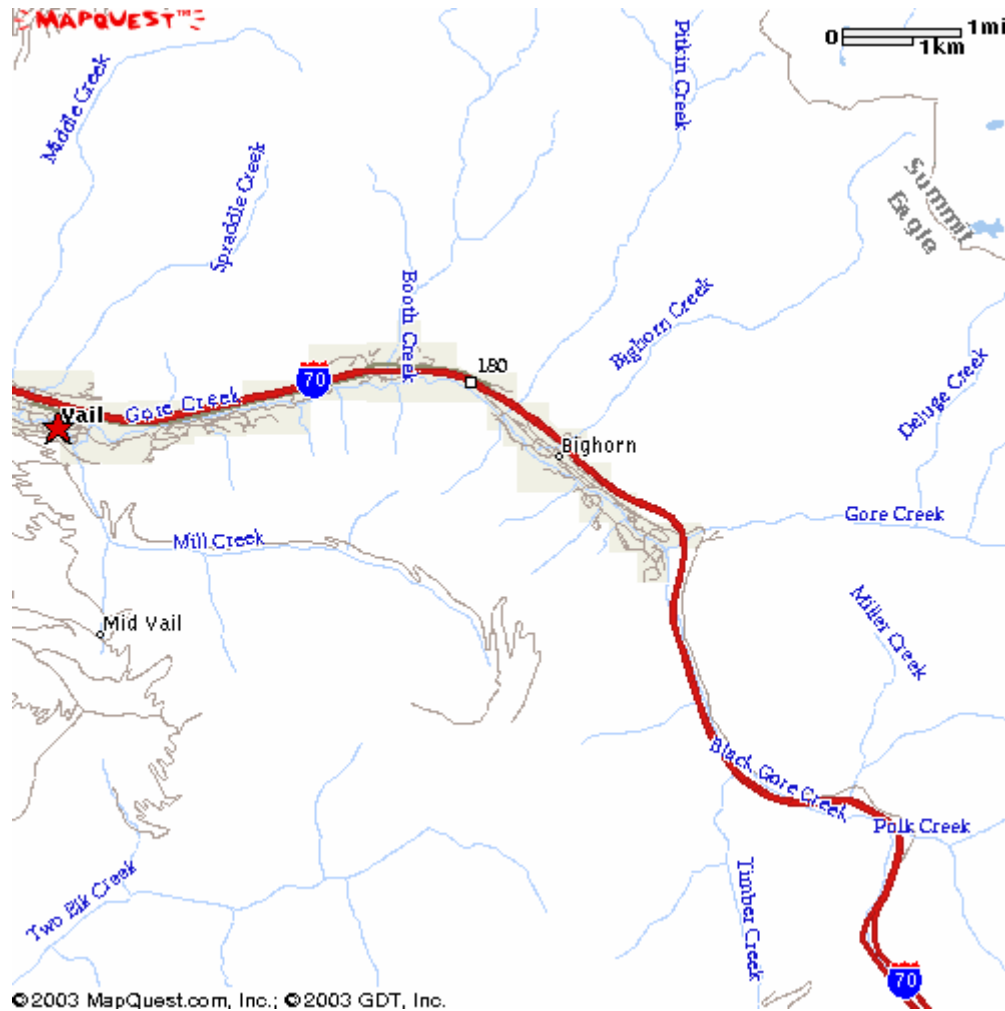 MAPQUEST™
0
1mi
1km
Pitkin Creek
Middle Creek
Spraddle Creek
Summit
Eagle
Booth Creek
Bighorn Creek
180
70
Deluge Creek
Gore Creek
Vail
Bighorn
Gore Creek
Mill Creek
Miller Creek
Mid Vail
Black Gore Creek
Polk Creek
Timber Creek
Two Elk Creek
70
©2003 MapQuest.com, Inc.; ©2003 GDT, Inc.